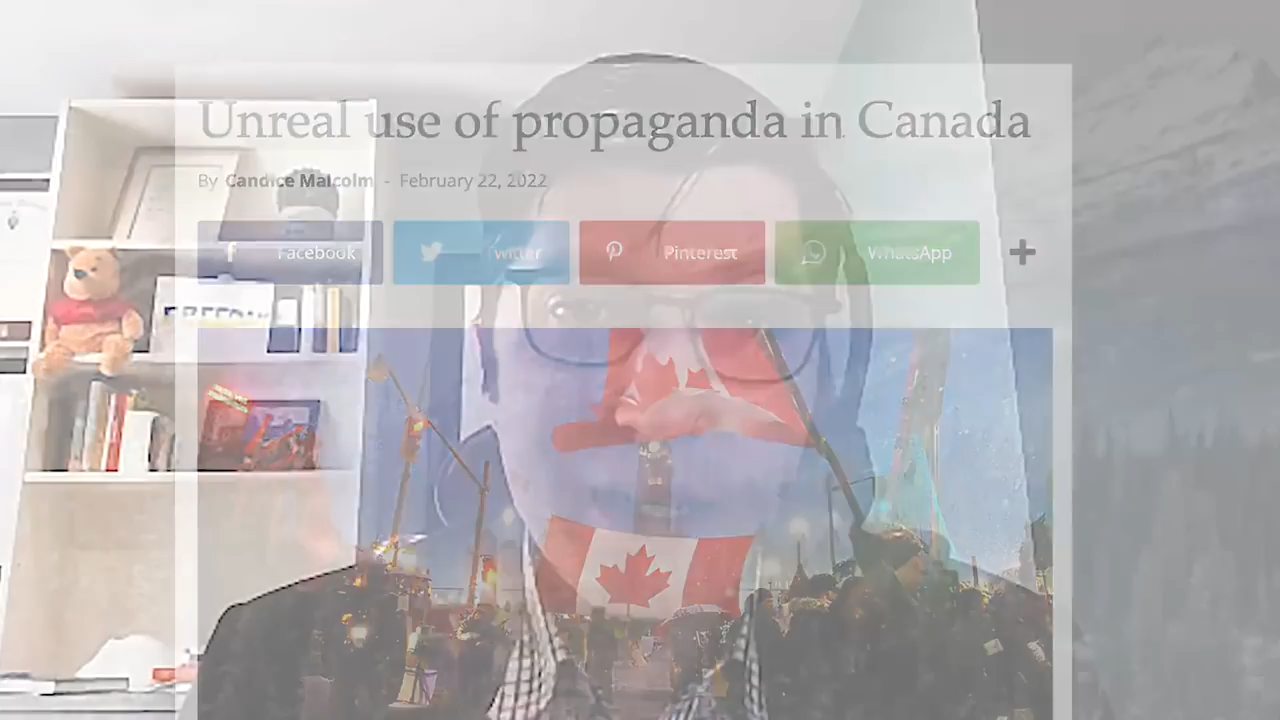 Unreal use of propaganda in Canada
By Candice Malcolm - February 22, 2022
Facebook Twitter Pinterest WhatsApp +